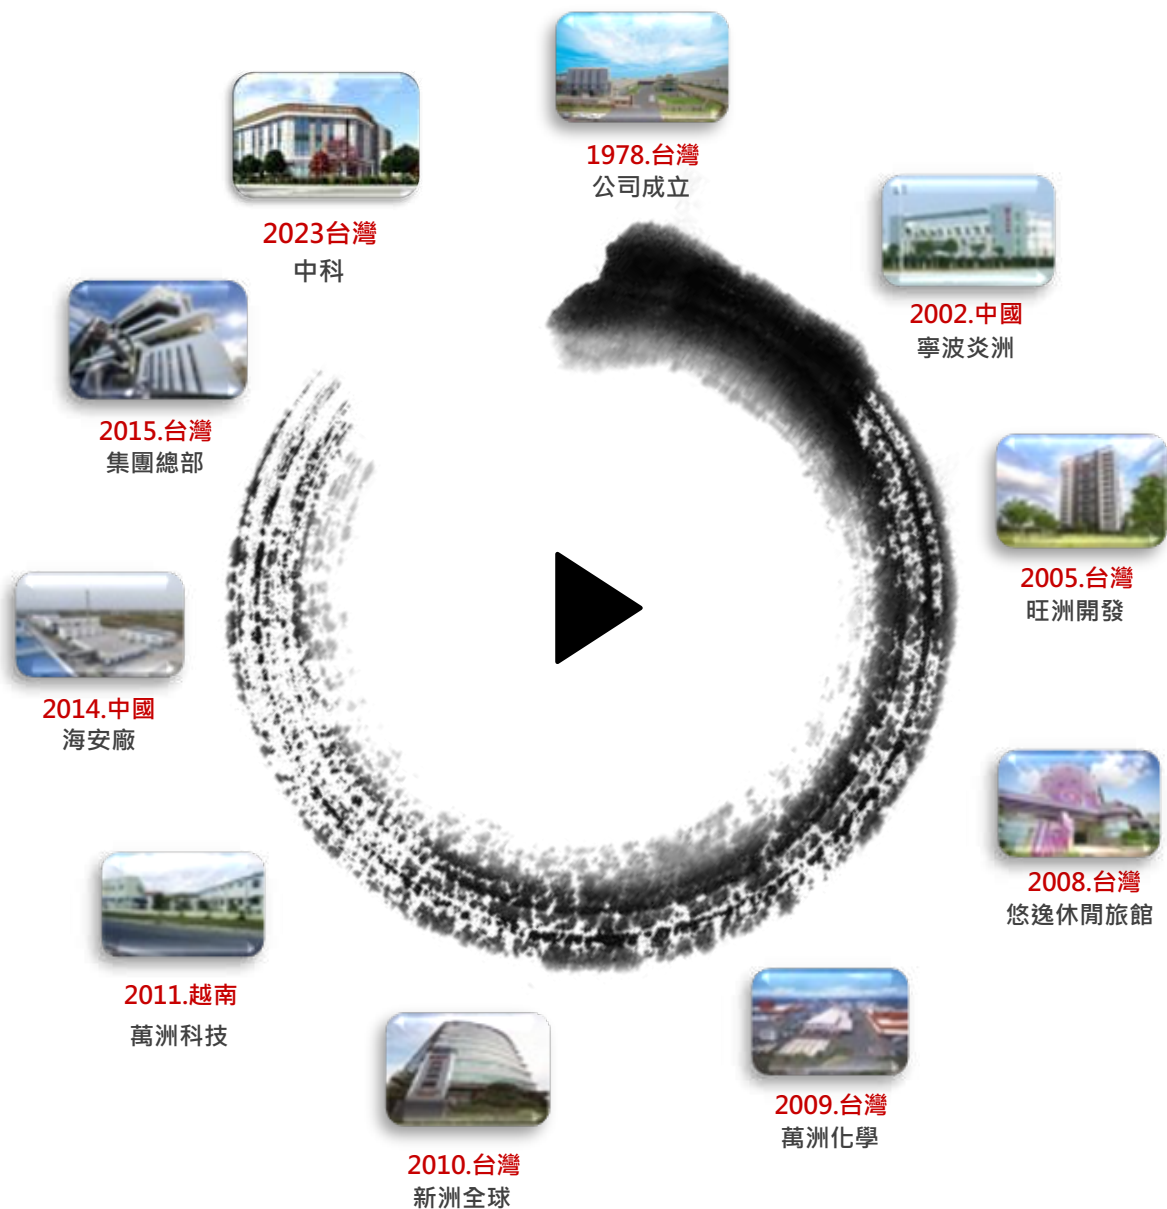 1978.台灣
公司成立
2002.中國
寧波炎洲
2005.台灣
旺洲開發
2008.台灣
悠逸休閒旅館
2009.台灣
萬洲化學
2010.台灣
新洲全球
2011.越南
萬洲科技
2014.中國
海安廠
2015.台灣
集團總部
2023台灣
中科